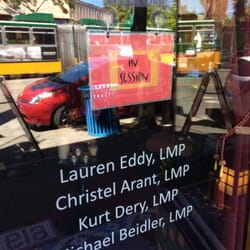 IN
SESSION
Lauren Eddy, LMP
Christel Arant, LMP
Kurt Dery, LMP
Michael Beidler, LMP